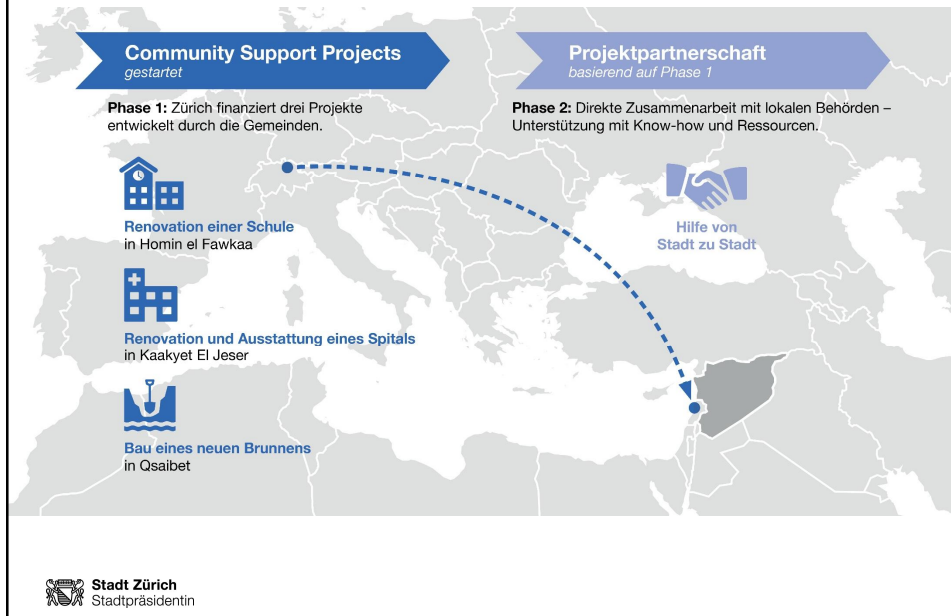 Community Support Projects
gestartet
Phase 1: Zürich finanziert drei Projekte
entwickelt durch die Gemeinden.
Renovation einer Schule
in Homin el Fawkaa
Renovation und Ausstattung eines Spitals
in Kaakyet El Jeser
Bau eines neuen Brunnens
in Qsaibet
Projektpartnerschaft
basierend auf Phase 1
Phase 2: Direkte Zusammenarbeit mit lokalen Behörden –
Unterstützung mit Know-how und Ressourcen.
Hilfe von
Stadt zu Stadt
Stadt Zürich
Stadtpräsidentin